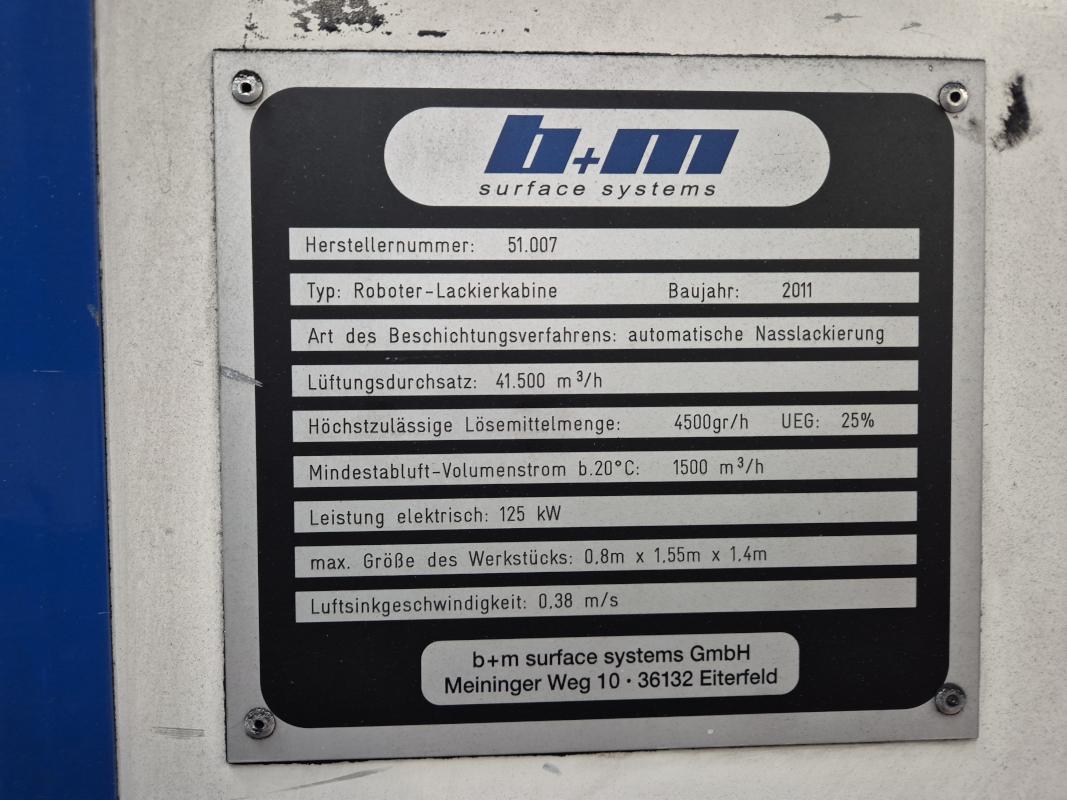 b+m
surface systems
Herstellernummer: 51.007
Typ: Roboter-Lackierkabine Baujahr: 2011
Art des Beschichtungsverfahrens: automatische Nasslackierung
Lüftungsdurchsatz: 41.500 m³/h
Höchstzulässige Lösemittelmenge: 4500gr/h UEG: 25%
Mindestabluft-Volumenstrom b.20°C: 1500 m³/h
Leistung elektrisch: 125 kW
max. Größe des Werkstücks: 0,8m x 1.55m x 1.4m
Luftsinkgeschwindigkeit: 0,38 m/s
b+m surface systems GmbH
Meininger Weg 10 · 36132 Eiterfeld